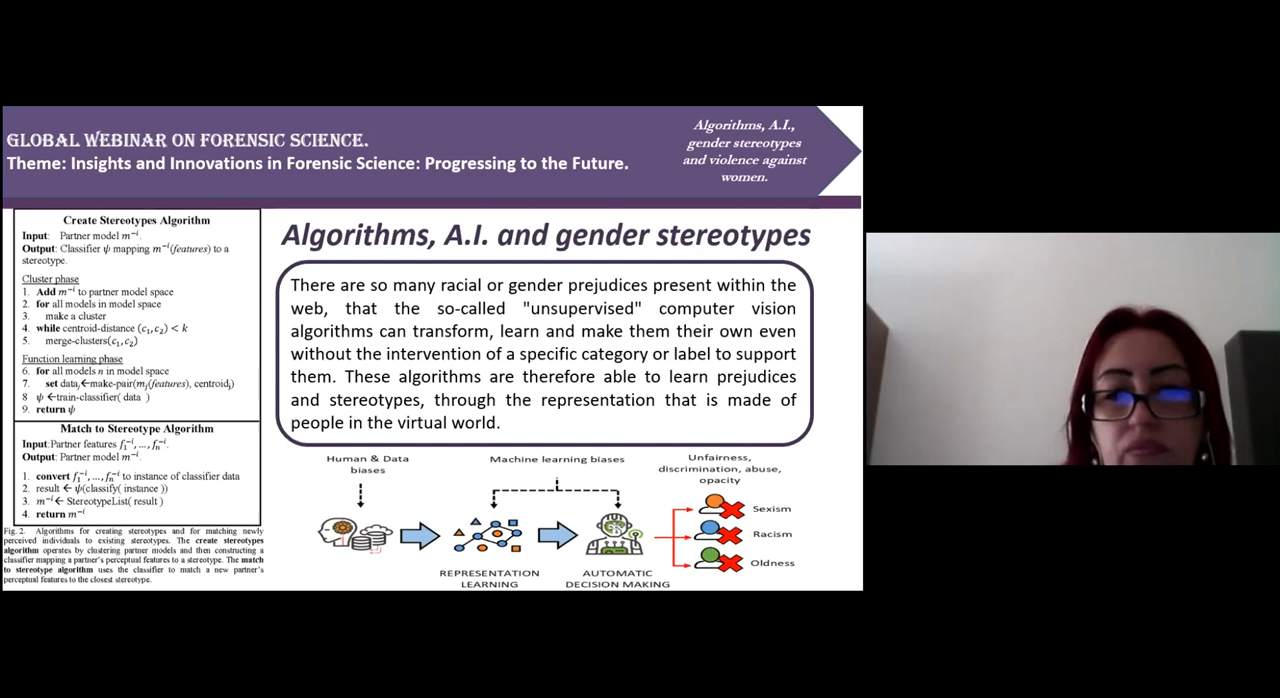 GLOBAL WEBINAR ON FORENSIC SCIENCE.
Theme: Insights and Innovations in Forensic Science: Progressing to the Future.
Algorithms, A.I.,
gender stereotypes
and violence against
women.
Create Stereotypes Algorithm
Input: Partner model m⁻ⁱ.
Output: Classifier ψ mapping m⁻ⁱ(features) to a
stereotype.
Cluster phase
1. Add m⁻ⁱ to partner model space
2. for all models in model space
3. make a cluster
4. while centroid-distance (c₁,c₂) < k
5. merge-clusters(c₁,c₂)
Function learning phase
6. for all models n in model space
7. set dataⱼ←make-pair(mⱼ(features), centroidⱼ)
8 ψ ←train-classifier( data )
9. return ψ
Match to Stereotype Algorithm
Input:Partner features f₁⁻ⁱ,...,fₙ⁻ⁱ.
Output: Partner model m⁻ⁱ.
1. convert f₁⁻ⁱ,...,fₙ⁻ⁱ to instance of classifier data
2. result ← ψ(classify( instance ))
3. m⁻ⁱ← StereotypeList( result )
4. return m⁻ⁱ
Fig. 2. Algorithms for creating stereotypes and for matching newly
perceived individuals to existing stereotypes. The create stereotypes
algorithm operates by clustering partner models and then constructing a
classifier mapping a partner's perceptual features to a stereotype. The match
to stereotype algorithm uses the classifier to match a new partner's
perceptual features to the closest stereotype.
Algorithms, A.I. and gender stereotypes
There are so many racial or gender prejudices present within the
web, that the so-called "unsupervised" computer vision
algorithms can transform, learn and make them their own even
without the intervention of a specific category or label to support
them. These algorithms are therefore able to learn prejudices
and stereotypes, through the representation that is made of
people in the virtual world.
Human & Data
biases
Machine learning biases
Unfairness,
discrimination, abuse,
opacity
Sexism
Racism
Oldness
REPRESENTATION
LEARNING
AUTOMATIC
DECISION MAKING